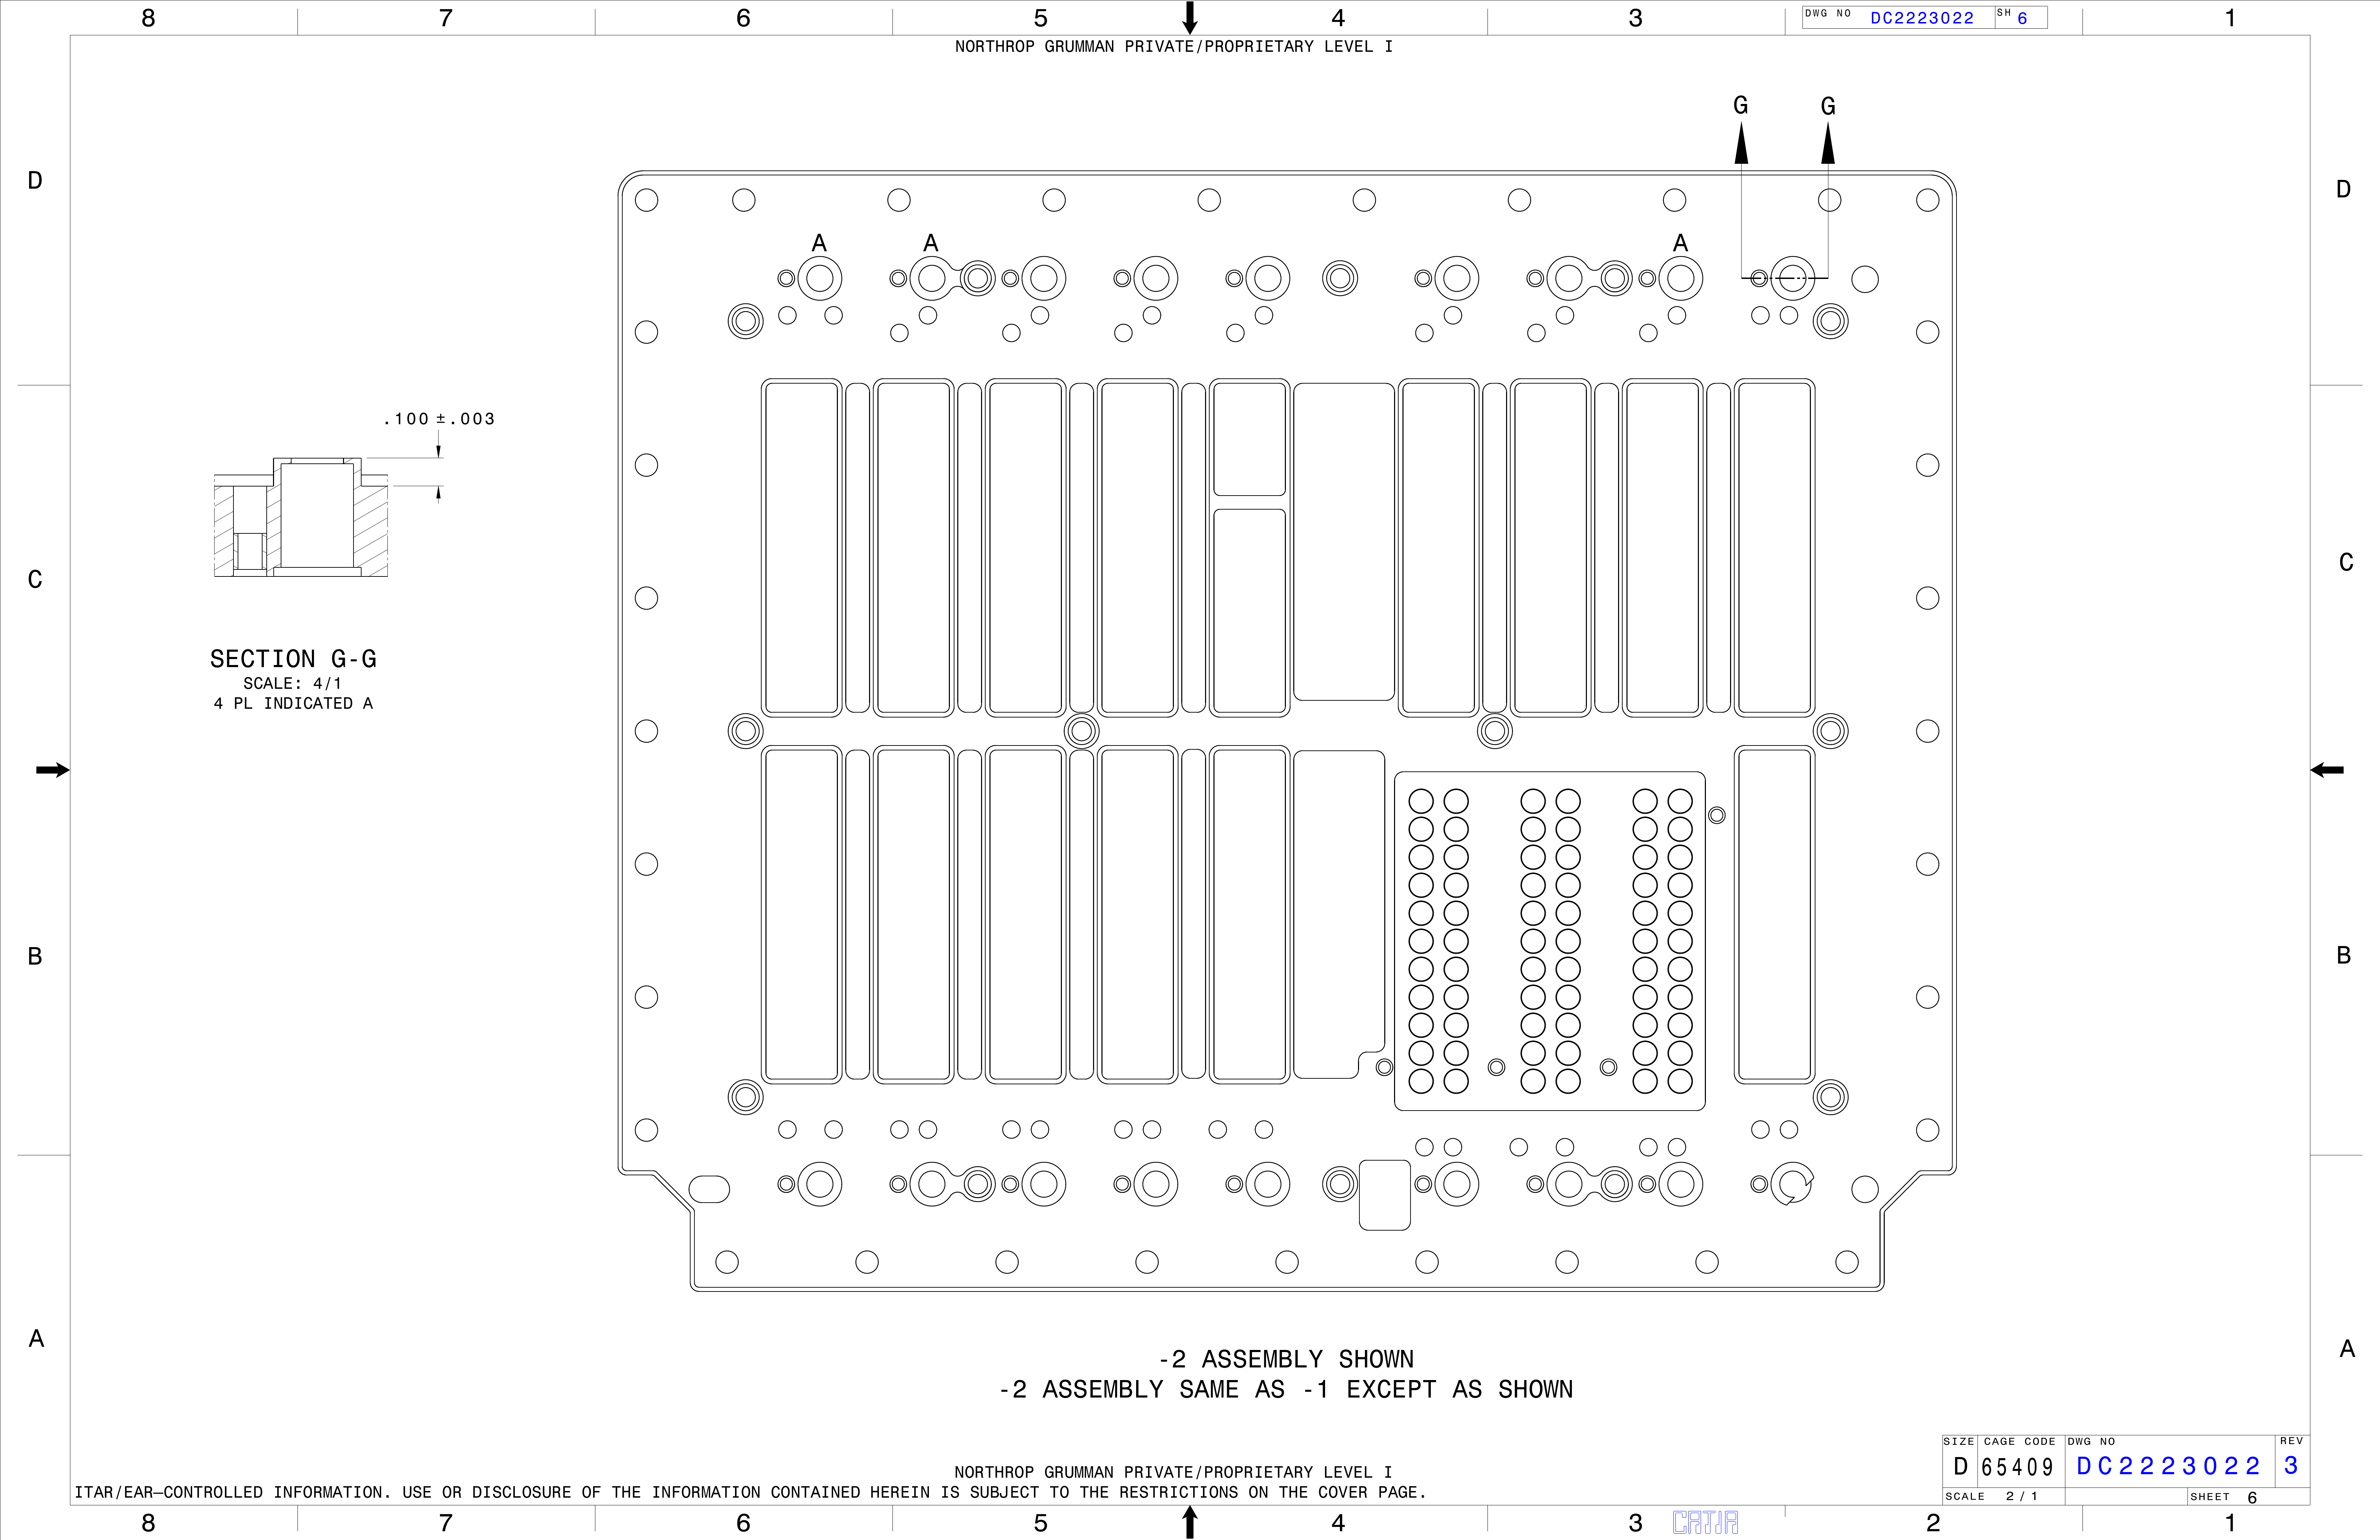 8 7 6 5 4 3 DWG NO DC2223022 SH 6 1
NORTHROP GRUMMAN PRIVATE/PROPRIETARY LEVEL I
G G
D D
A A A
.100 ±.003
C C
SECTION G-G
SCALE: 4/1
4 PL INDICATED A
B B
A A
-2 ASSEMBLY SHOWN
-2 ASSEMBLY SAME AS -1 EXCEPT AS SHOWN
SIZE CAGE CODE DWG NO REV
D 65409 DC2223022 3
SCALE 2/1 SHEET 6
NORTHROP GRUMMAN PRIVATE/PROPRIETARY LEVEL I
ITAR/EAR–CONTROLLED INFORMATION. USE OR DISCLOSURE OF THE INFORMATION CONTAINED HEREIN IS SUBJECT TO THE RESTRICTIONS ON THE COVER PAGE.
8 7 6 5 4 3 CATIA 2 1